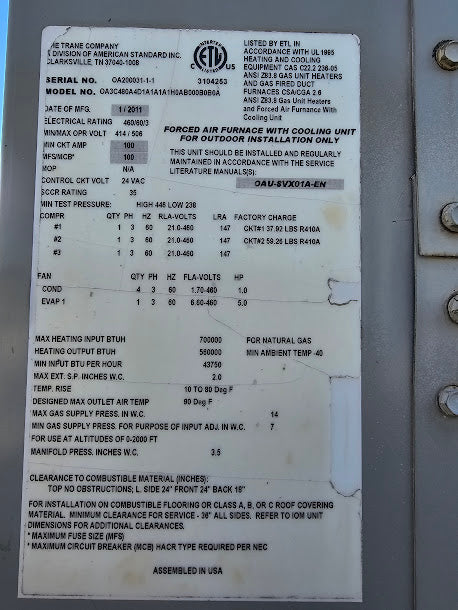 THE TRANE COMPANY
A DIVISION OF AMERICAN STANDARD INC.
CLARKSVILLE, TN 37040-1008
INTERTEK
C ETL US
LISTED
3104253
LISTED BY ETL IN
ACCORDANCE WITH UL 1995
HEATING AND COOLING
EQUIPMENT CAS C22.2 236-05
ANSI Z83.8 GAS UNIT HEATERS
AND GAS FIRED DUCT
FURNACES CSA/CGA 2.6
ANSI Z83.8 Gas Unit Heaters
and Forced Air Furnance With
Cooling Unit
SERIAL NO. OA200031-1-1
MODEL NO. OA3C480A4D1A1A1A1H0AB000B0B0A
DATE OF MFG. 1/2011
ELECTRICAL RATING 460/60/3
MIN/MAX OPR VOLT 414 / 506
MIN CKT AMP 100
MFS/MCB* 100
MOP N/A
CONTROL CKT VOLT 24 VAC
SCCR RATING 35
FORCED AIR FURNACE WITH COOLING UNIT
FOR OUTDOOR INSTALLATION ONLY
THIS UNIT SHOULD BE INSTALLED AND REGULARLY
MAINTAINED IN ACCORDANCE WITH THE SERVICE
LITERATURE MANUALS(S):
OAU-SVX01A-EN
MIN TEST PRESSURE: HIGH 446 LOW 238
COMPR QTY PH HZ RLA-VOLTS LRA FACTORY CHARGE
#1 1 3 60 21.0-460 147 CKT#1 37.92 LBS R410A
#2 1 3 60 21.0-460 147 CKT#2 59.26 LBS R410A
#3 1 3 60 21.0-460 147
FAN QTY PH HZ FLA-VOLTS HP
COND 4 3 60 1.70-460 1.0
EVAP 1 1 3 60 6.60-460 5.0
MAX HEATING INPUT BTUH 700000 FOR NATURAL GAS
HEATING OUTPUT BTUH 560000 MIN AMBIENT TEMP -40
MIN INPUT BTU PER HOUR 43750
MAX EXT. S.P. INCHES W.C. 2.0
TEMP. RISE 10 TO 80 Deg F
DESIGNED MAX OUTLET AIR TEMP 90 Deg F
MAX GAS SUPPLY PRESS. IN W.C. 14
MIN GAS SUPPLY PRESS. FOR PURPOSE OF INPUT ADJ. IN W.C. 7
FOR USE AT ALTITUDES OF 0-2000 FT
MANIFOLD PRESS. INCHES W.C. 3.5
CLEARANCE TO COMBUSTIBLE MATERIAL (INCHES):
TOP NO OBSTRUCTIONS; L. SIDE 24" FRONT 24" BACK 18"
FOR INSTALLATION ON COMBUSTIBLE FLOORING OR CLASS A, B, OR C ROOF COVERING
MATERIAL. MINIMUM CLEARANCE FOR SERVICE - 36" ALL SIDES. REFER TO IOM UNIT
DIMENSIONS FOR ADDITIONAL CLEARANCES.
* MAXIMUM FUSE SIZE (MFS)
* MAXIMUM CIRCUIT BREAKER (MCB) HACR TYPE REQUIRED PER NEC
ASSEMBLED IN USA